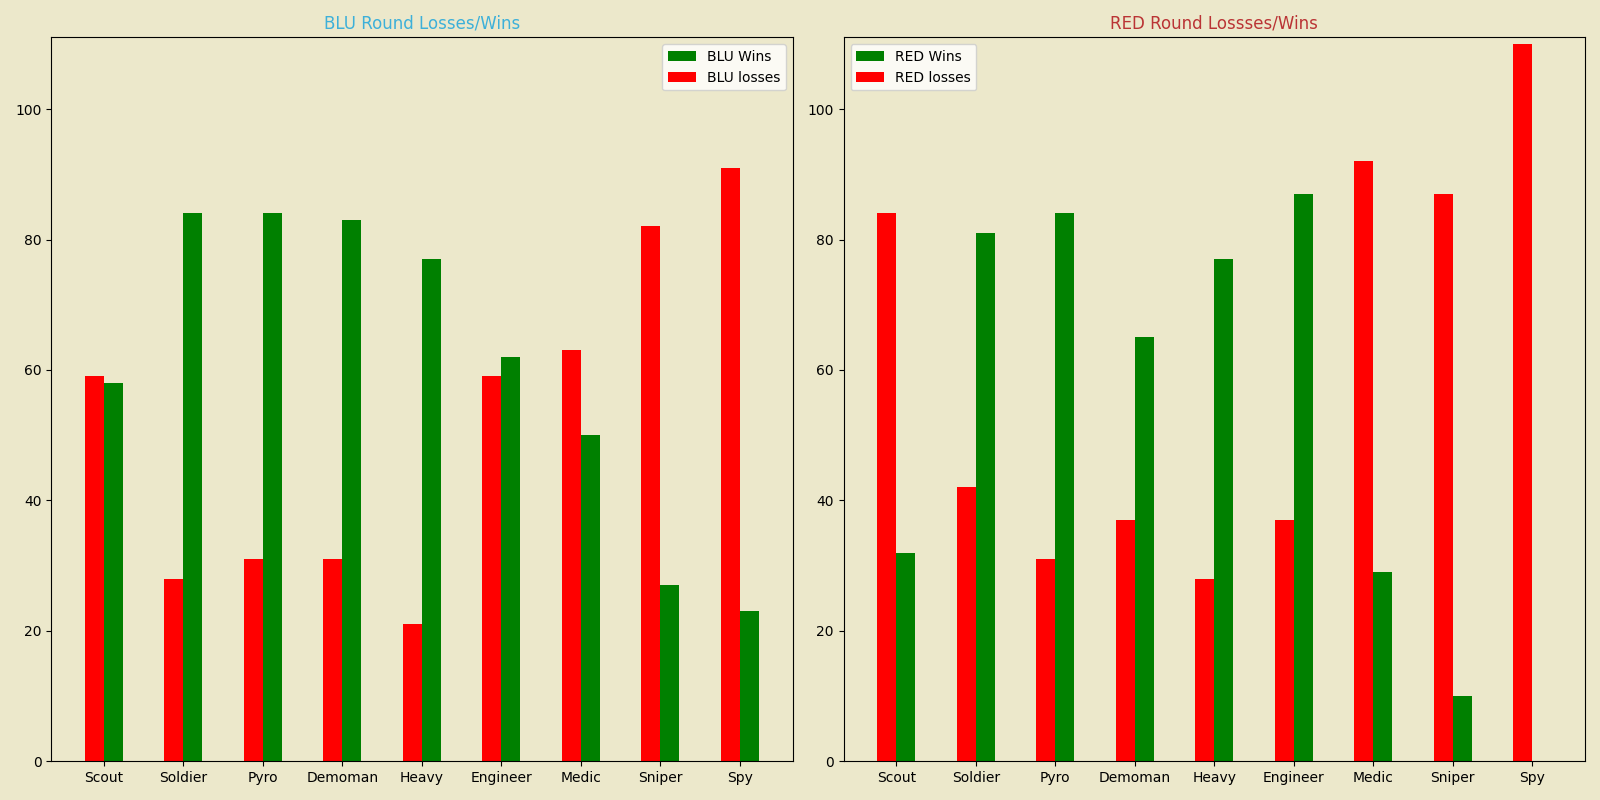 BLU Round Losses/Wins
BLU Wins
BLU losses
100
80
60
40
20
0
Scout Soldier Pyro Demoman Heavy Engineer Medic Sniper Spy
RED Round Lossses/Wins
RED Wins
RED losses
100
80
60
40
20
0
Scout Soldier Pyro Demoman Heavy Engineer Medic Sniper Spy